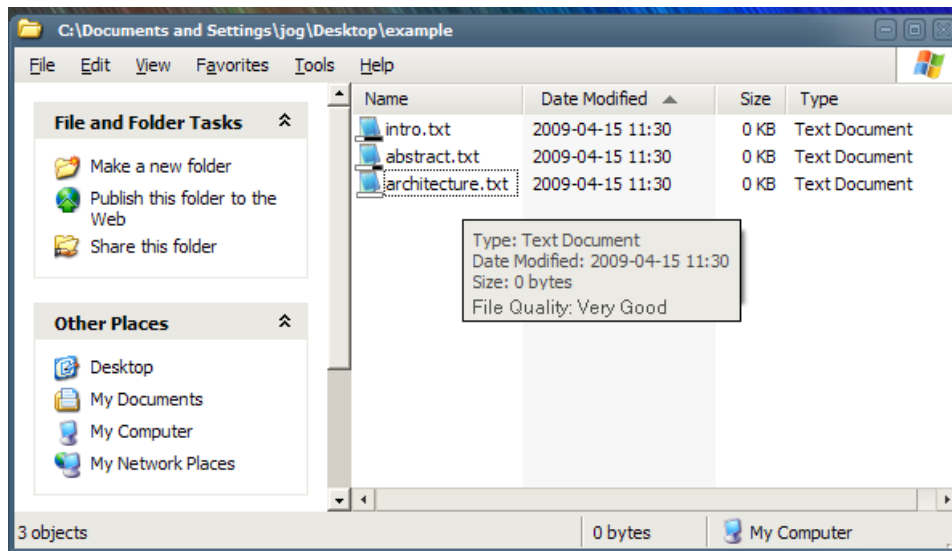 C:\Documents and Settings\jog\Desktop\example
File Edit View Favorites Tools Help
File and Folder Tasks
Make a new folder
Publish this folder to the
Web
Share this folder
Other Places
Desktop
My Documents
My Computer
My Network Places
Name Date Modified Size Type
intro.txt 2009-04-15 11:30 0 KB Text Document
abstract.txt 2009-04-15 11:30 0 KB Text Document
architecture.txt 2009-04-15 11:30 0 KB Text Document
Type: Text Document
Date Modified: 2009-04-15 11:30
Size: 0 bytes
File Quality: Very Good
3 objects 0 bytes My Computer